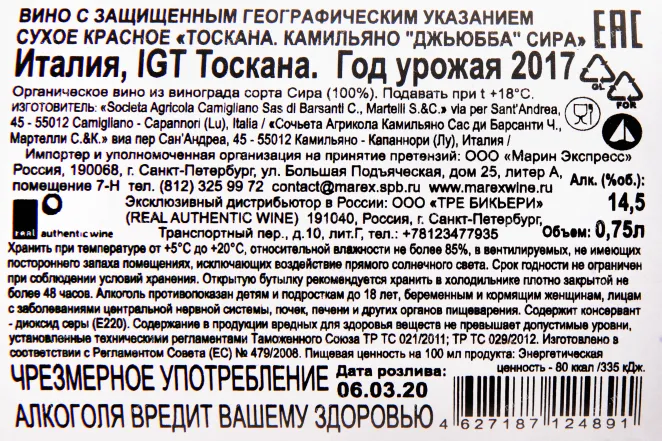 ВИНО С ЗАЩИЩЕННЫМ ГЕОГРАФИЧЕСКИМ УКАЗАНИЕМ
СУХОЕ КРАСНОЕ «ТОСКАНА. КАМИЛЬЯНО "ДЖЬЮББА" СИРА»
EAC
Италия, IGT Тоскана. Год урожая 2017
Органическое вино из винограда сорта Сира (100%). Подавать при t +18°C.
GL
FOR
ИЗГОТОВИТЕЛЬ: «Societa Agricola Camigliano Sas di Barsanti C., Martelli S.&C.» via per Sant'Andrea,
45 - 55012 Camigliano - Capannori (Lu), Italia / «Сочьета Агрикола Камильяно Сас ди Барсанти Ч.,
Мартелли С.&К.» виа пер Сан'Андреа, 45 - 55012 Камильяно - Капаннори (Лу), Италия /
Импортер и уполномоченная организация на принятие претензий: ООО «Марин Экспресс»
Россия, 190068, г. Санкт-Петербург, ул. Большая Подъяческая, дом 25, литер А,
помещение 7-Н тел. (812) 325 99 72 contact@marex.spb.ru www.marexwine.ru
Алк. (%об.):
14,5
Эксклюзивный дистрибьютор в России: ООО «ТРЕ БИКЬЕРИ»
(REAL AUTHENTIC WINE) 191040, Россия, г. Санкт-Петербург,
real authentic wine
Транспортный пер., д.10, лит.Г, тел.: +78123477935
Объем: 0,75л
Хранить при температуре от +5°C до +20°C, относительной влажности не более 85%, в вентилируемых, не имеющих
постороннего запаха помещениях, исключающих воздействие прямого солнечного света. Срок годности не ограничен
при соблюдении условий хранения. Открытую бутылку рекомендуется хранить в холодильнике плотно закрытой не
более 48 часов. Алкоголь противопоказан детям и подросткам до 18 лет, беременным и кормящим женщинам, лицам
с заболеваниями центральной нервной системы, почек, печени и других органов пищеварения. Содержит консервант
- диоксид серы (E220). Содержание в продукции вредных для здоровья веществ не превышает допустимые уровни,
установленные техническими регламентами Таможенного Союза ТР ТС 021/2011; ТР ТС 029/2012. Изготовлено в
соответствии с Регламентом Совета (ЕС) № 479/2008. Пищевая ценность на 100 мл продукта: Энергетическая
ценность - 80 ккал /335 кДж.
ЧРЕЗМЕРНОЕ УПОТРЕБЛЕНИЕ
АЛКОГОЛЯ ВРЕДИТ ВАШЕМУ ЗДОРОВЬЮ
Дата розлива:
06.03.20
4 627187 124891